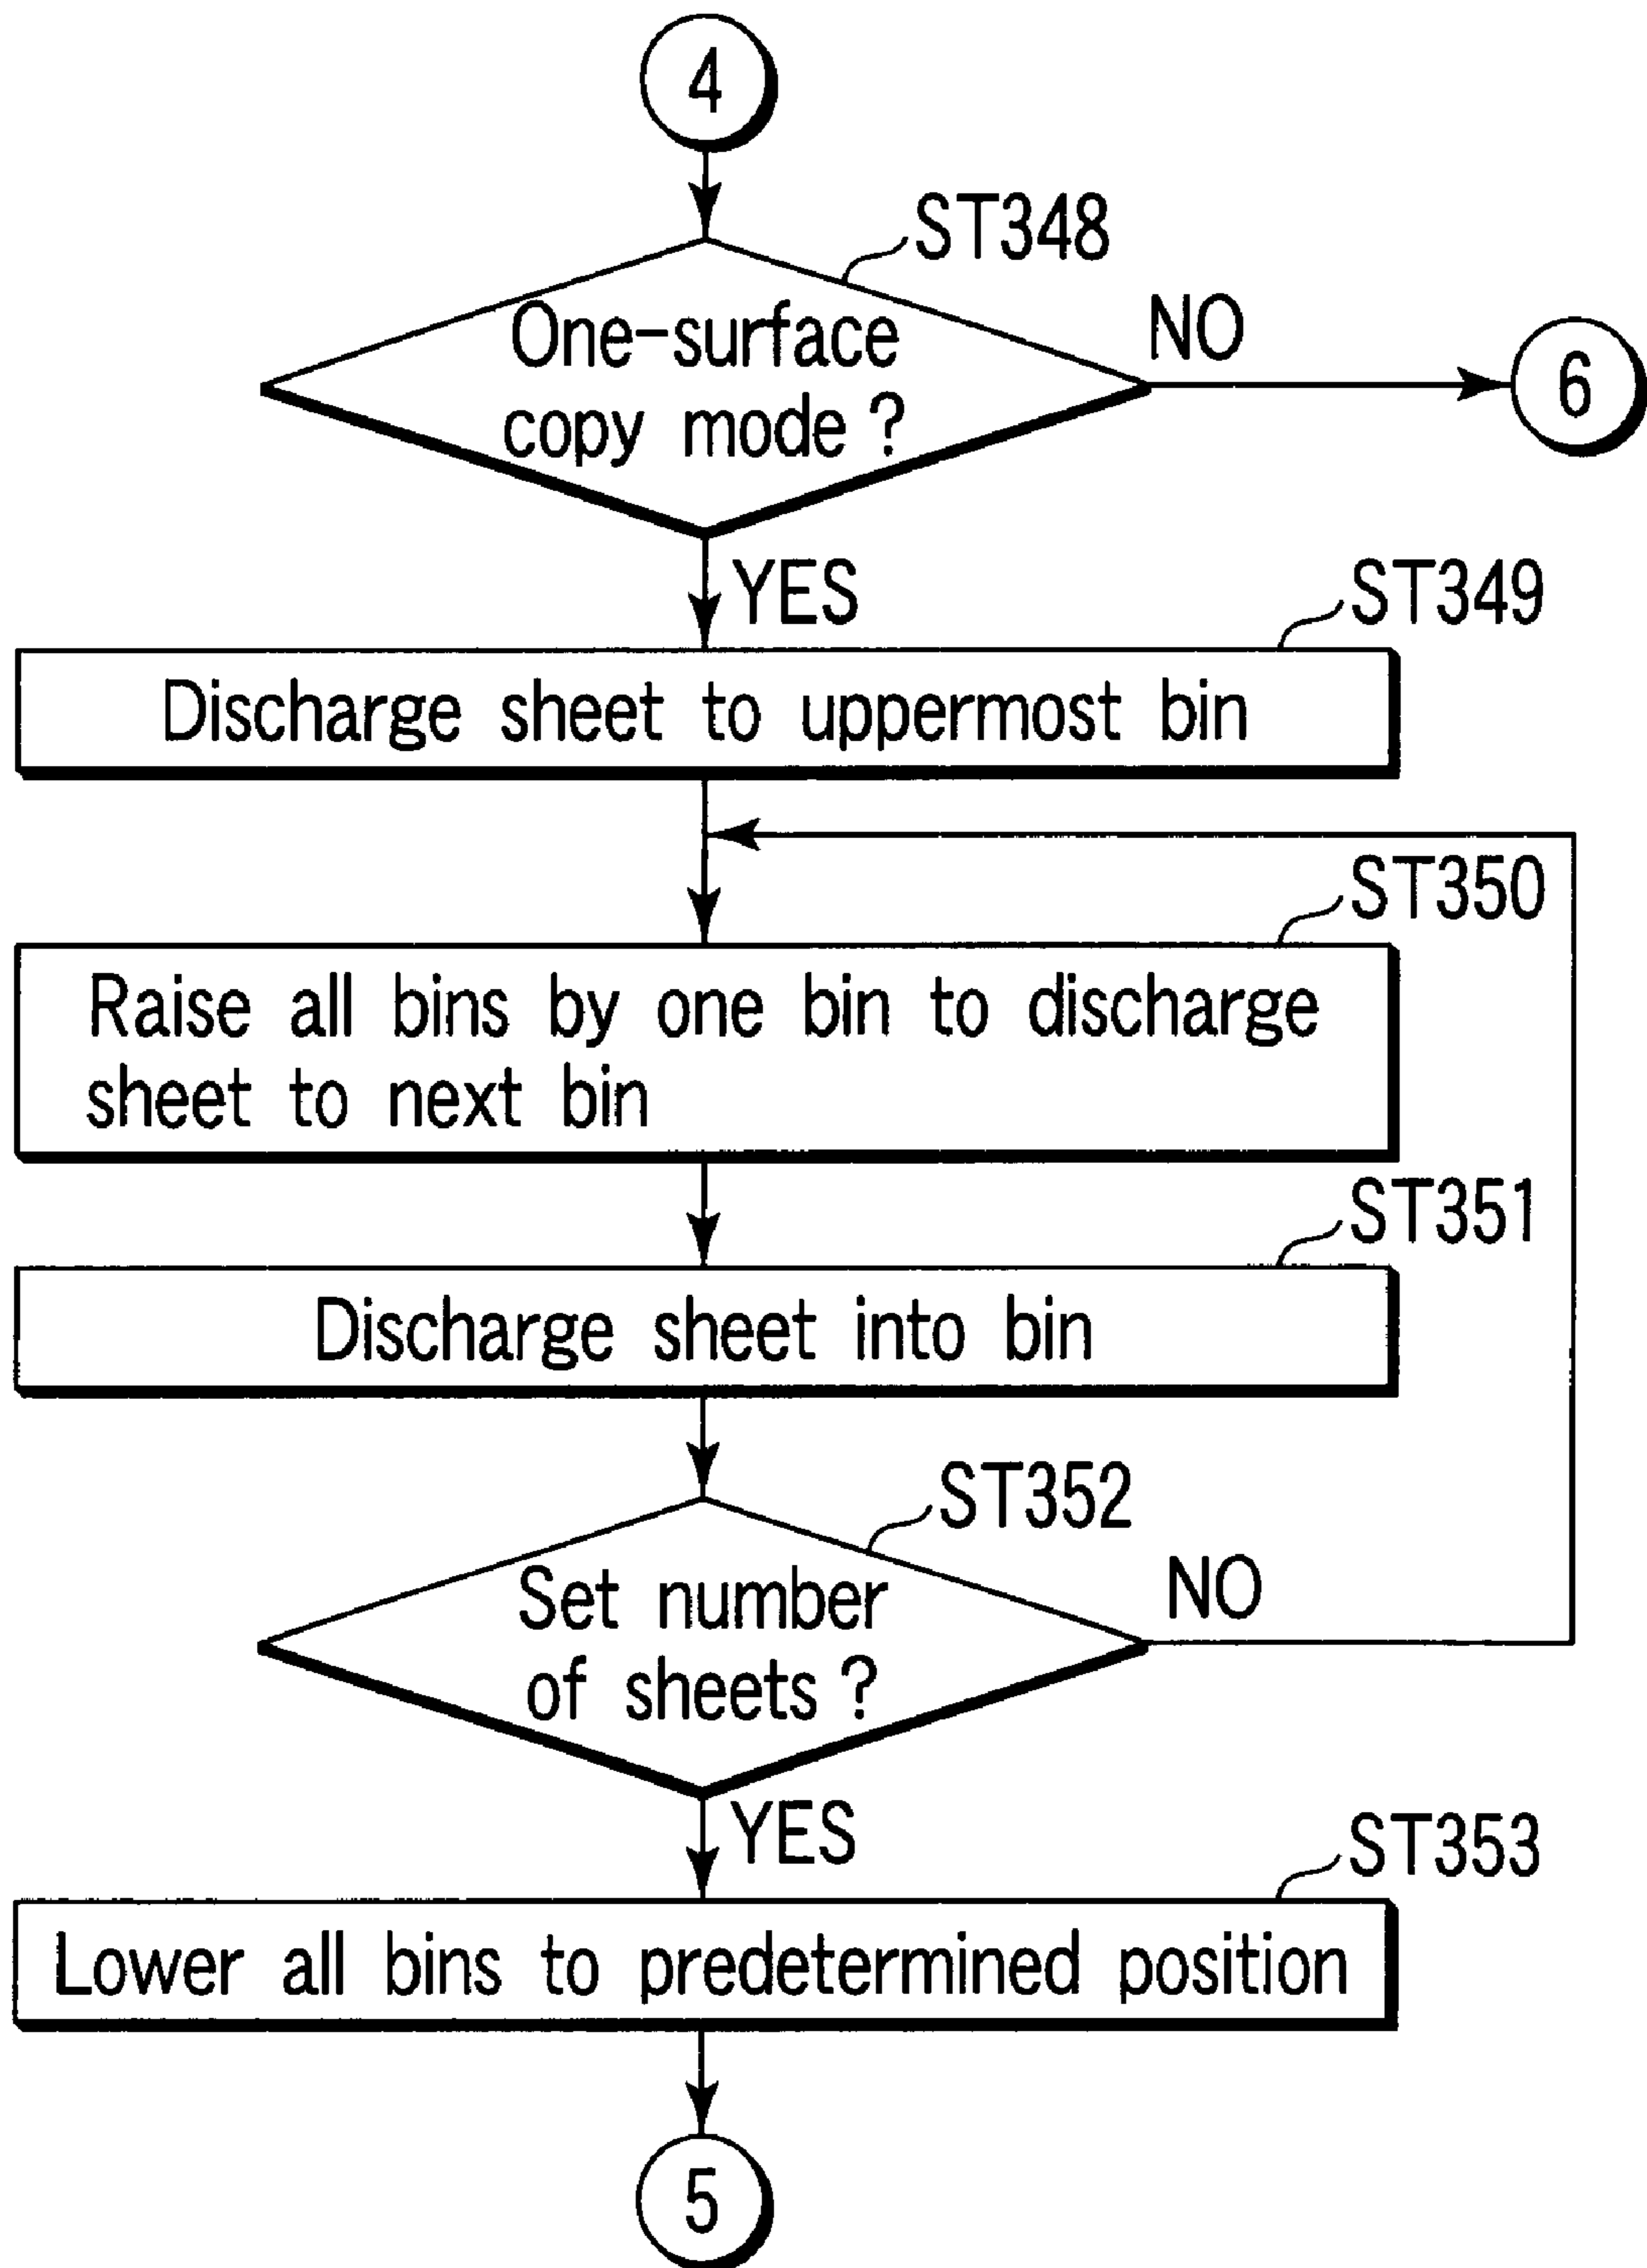 4
ST348
One-surface
copy mode ?
NO
6
YES
ST349
Discharge sheet to uppermost bin
ST350
Raise all bins by one bin to discharge
sheet to next bin
ST351
Discharge sheet into bin
ST352
Set number
of sheets ?
NO
YES
ST353
Lower all bins to predetermined position
5